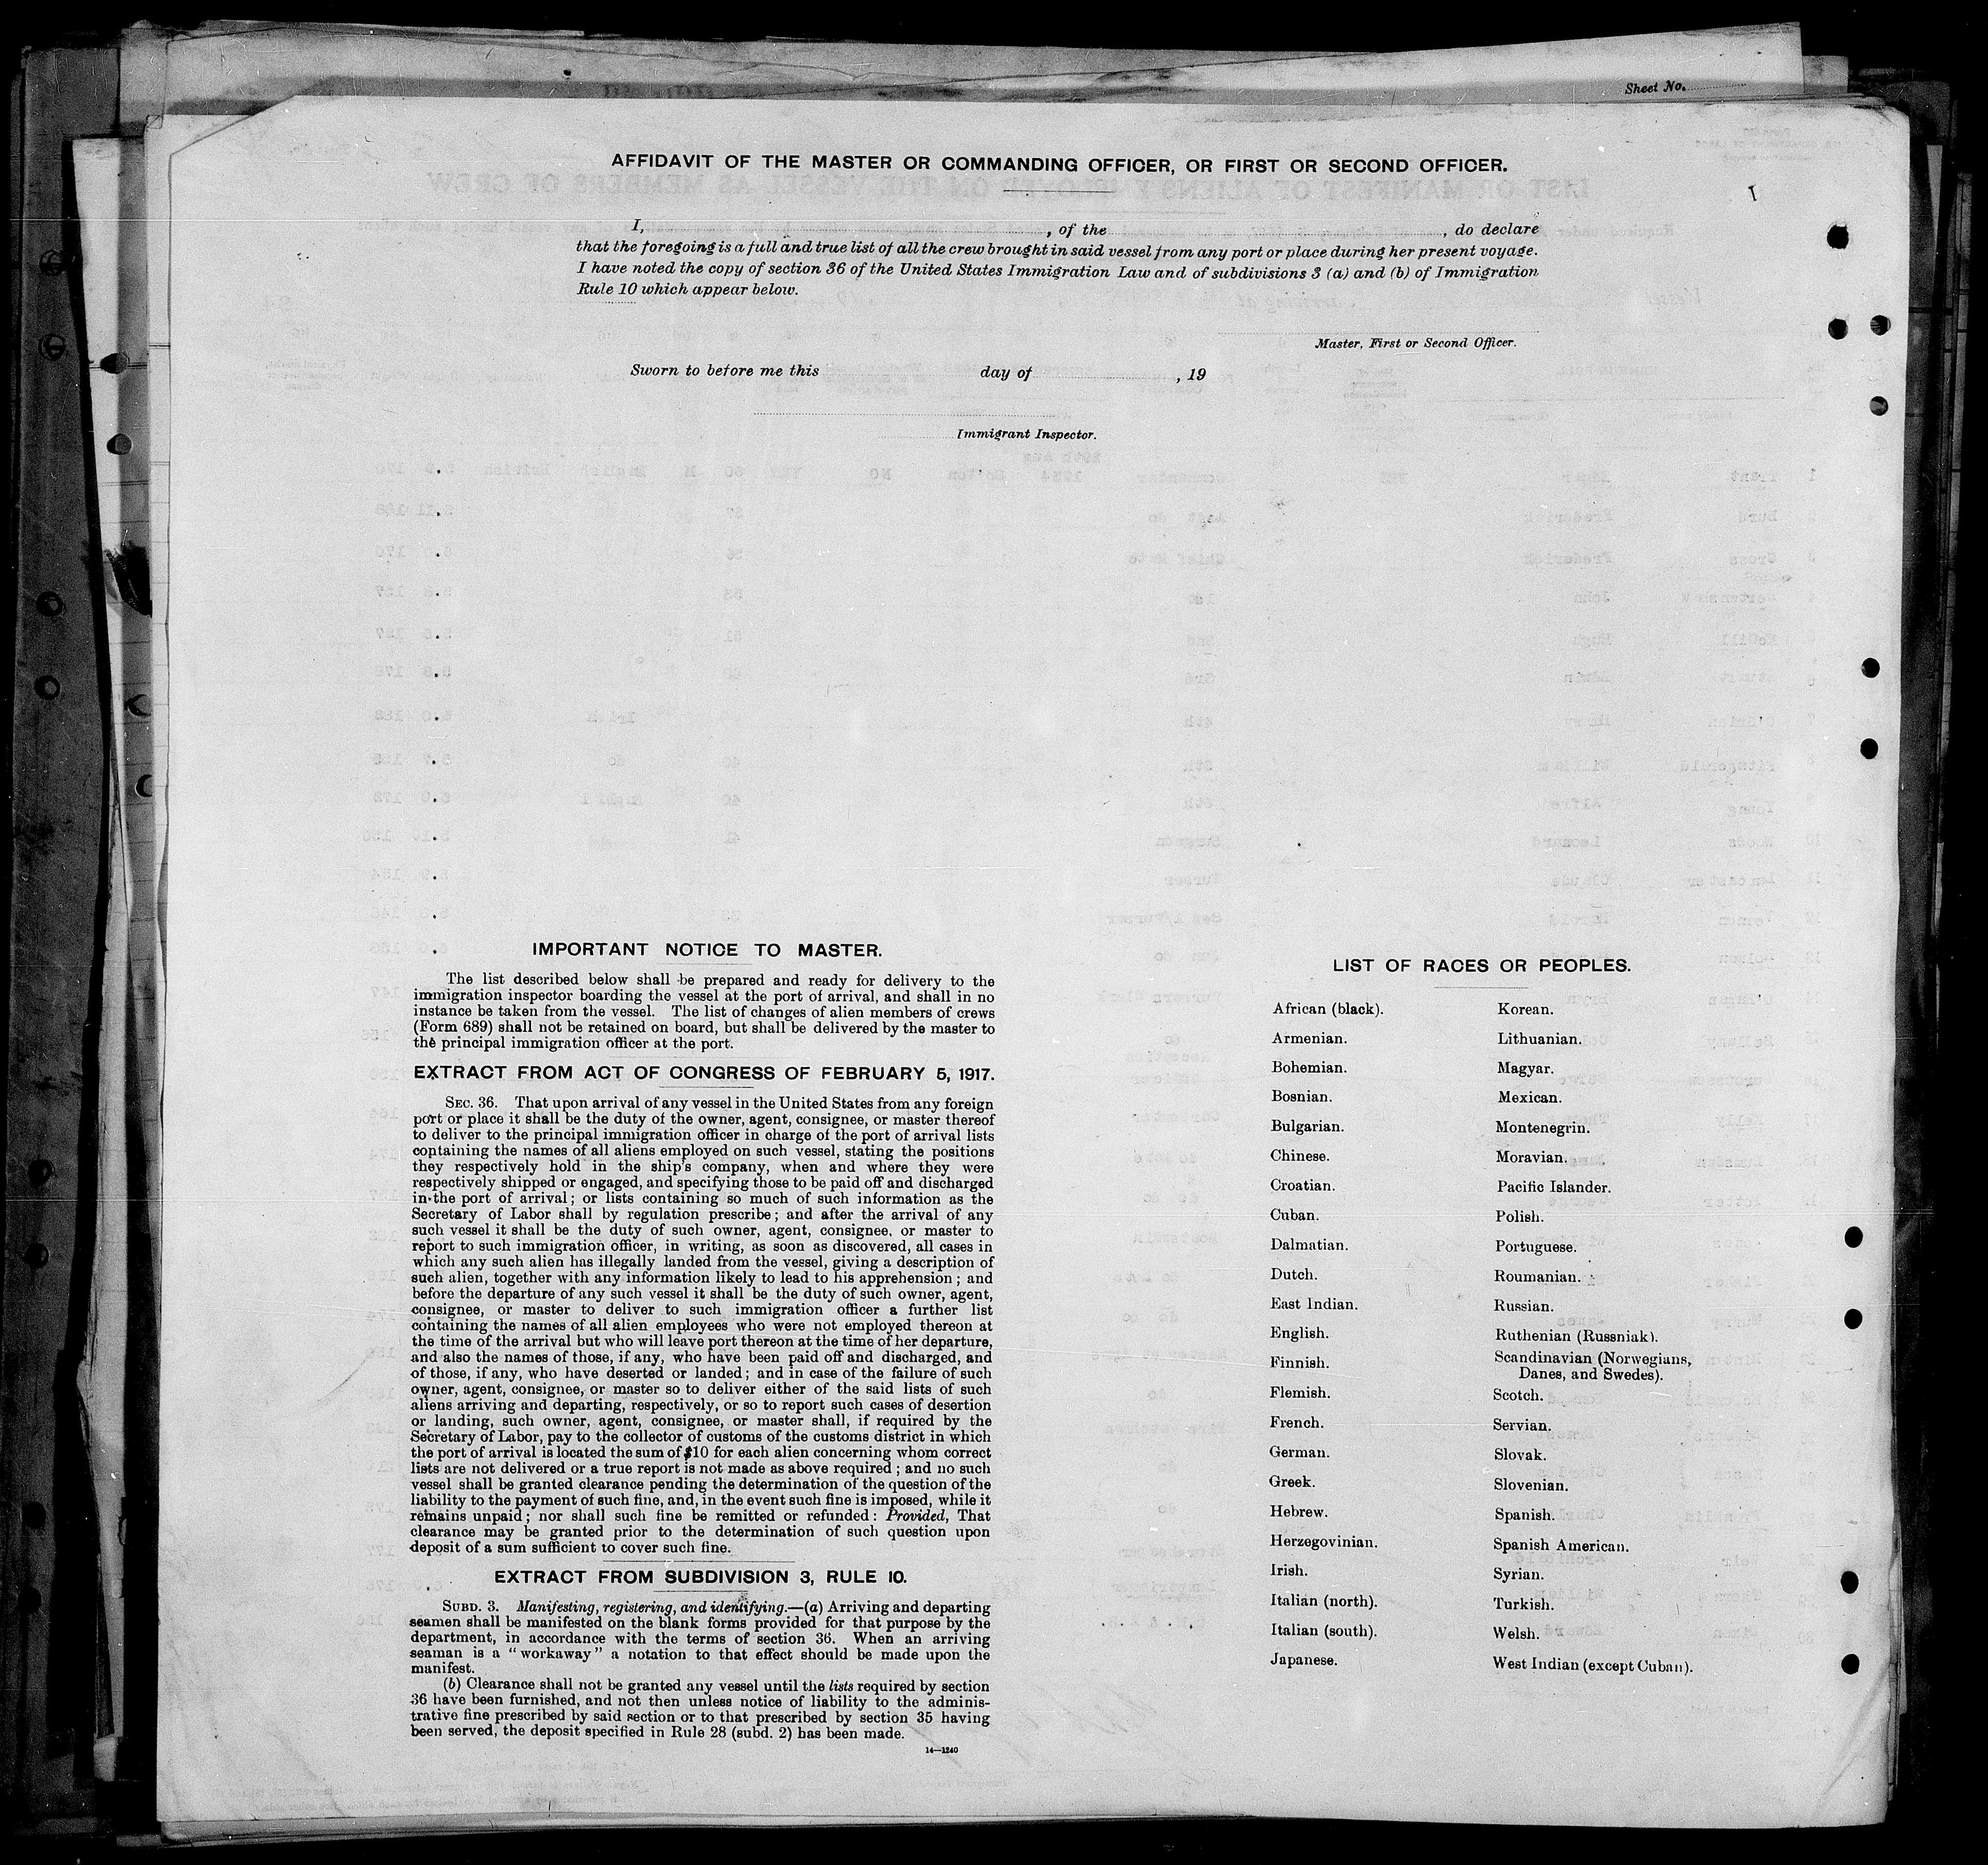 Sheet No.
AFFIDAVIT OF THE MASTER OR COMMANDING OFFICER, OR FIRST OR SECOND OFFICER.
I, , of the , do declare
that the foregoing is a full and true list of all the crew brought in said vessel from any port or place during her present voyage.
I have noted the copy of section 36 of the United States Immigration Law and of subdivisions 3 (a) and (b) of Immigration
Rule 10 which appear below.
Master, First or Second Officer.
Sworn to before me this day of , 19
Immigrant Inspector.
IMPORTANT NOTICE TO MASTER.
The list described below shall be prepared and ready for delivery to the
immigration inspector boarding the vessel at the port of arrival, and shall in no
instance be taken from the vessel. The list of changes of alien members of crews
(Form 689) shall not be retained on board, but shall be delivered by the master to
the principal immigration officer at the port.
EXTRACT FROM ACT OF CONGRESS OF FEBRUARY 5, 1917.
SEC. 36. That upon arrival of any vessel in the United States from any foreign
port or place it shall be the duty of the owner, agent, consignee, or master thereof
to deliver to the principal immigration officer in charge of the port of arrival lists
containing the names of all aliens employed on such vessel, stating the positions
they respectively hold in the ship's company, when and where they were
respectively shipped or engaged, and specifying those to be paid off and discharged
in the port of arrival; or lists containing so much of such information as the
Secretary of Labor shall by regulation prescribe; and after the arrival of any
such vessel it shall be the duty of such owner, agent, consignee, or master to
report to such immigration officer, in writing, as soon as discovered, all cases in
which any such alien has illegally landed from the vessel, giving a description of
such alien, together with any information likely to lead to his apprehension; and
before the departure of any such vessel it shall be the duty of such owner, agent,
consignee, or master to deliver to such immigration officer a further list
containing the names of all alien employees who were not employed thereon at
the time of the arrival but who will leave port thereon at the time of her departure,
and also the names of those, if any, who have been paid off and discharged, and
of those, if any, who have deserted or landed; and in case of the failure of such
owner, agent, consignee, or master so to deliver either of the said lists of such
aliens arriving and departing, respectively, or so to report such cases of desertion
or landing, such owner, agent, consignee, or master shall, if required by the
Secretary of Labor, pay to the collector of customs of the customs district in which
the port of arrival is located the sum of $10 for each alien concerning whom correct
lists are not delivered or a true report is not made as above required; and no such
vessel shall be granted clearance pending the determination of the question of the
liability to the payment of such fine, and, in the event such fine is imposed, while it
remains unpaid; nor shall such fine be remitted or refunded: Provided, That
clearance may be granted prior to the determination of such question upon
deposit of a sum sufficient to cover such fine.
EXTRACT FROM SUBDIVISION 3, RULE 10.
SUBD. 3. Manifesting, registering, and identifying.—(a) Arriving and departing
seamen shall be manifested on the blank forms provided for that purpose by the
department, in accordance with the terms of section 36. When an arriving
seaman is a "workaway" a notation to that effect should be made upon the
manifest.
(b) Clearance shall not be granted any vessel until the lists required by section
36 have been furnished, and not then unless notice of liability to the adminis-
trative fine prescribed by said section or to that prescribed by section 35 having
been served, the deposit specified in Rule 28 (subd. 2) has been made.
14—1240
LIST OF RACES OR PEOPLES.
African (black).
Armenian.
Bohemian.
Bosnian.
Bulgarian.
Chinese.
Croatian.
Cuban.
Dalmatian.
Dutch.
East Indian.
English.
Finnish.
Flemish.
French.
German.
Greek.
Hebrew.
Herzegovinian.
Irish.
Italian (north).
Italian (south).
Japanese.
Korean.
Lithuanian.
Magyar.
Mexican.
Montenegrin.
Moravian.
Pacific Islander.
Polish.
Portuguese.
Roumanian.
Russian.
Ruthenian (Russniak).
Scandinavian (Norwegians,
Danes, and Swedes).
Scotch.
Servian.
Slovak.
Slovenian.
Spanish.
Spanish American.
Syrian.
Turkish.
Welsh.
West Indian (except Cuban).